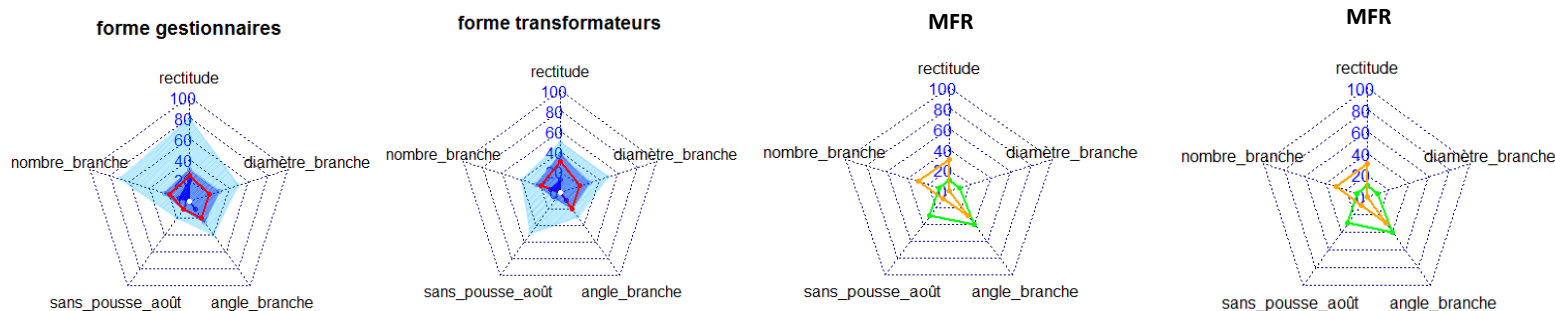 forme gestionnaires
rectitude
100
80
60
40
nombre_branche
diamètre_branche
sans_pousse_août
angle_branche
forme transformateurs
rectitude
100
80
60
40
20
nombre_branche
diamètre_branche
sans_pousse_août
angle_branche
MFR
rectitude
100
80
60
40
20
nombre_branche
diamètre_branche
sans_pousse_août
angle_branche
MFR
rectitude
100
80
60
40
20
0
nombre_branche
diamètre_branche
sans_pousse_août
angle_branche